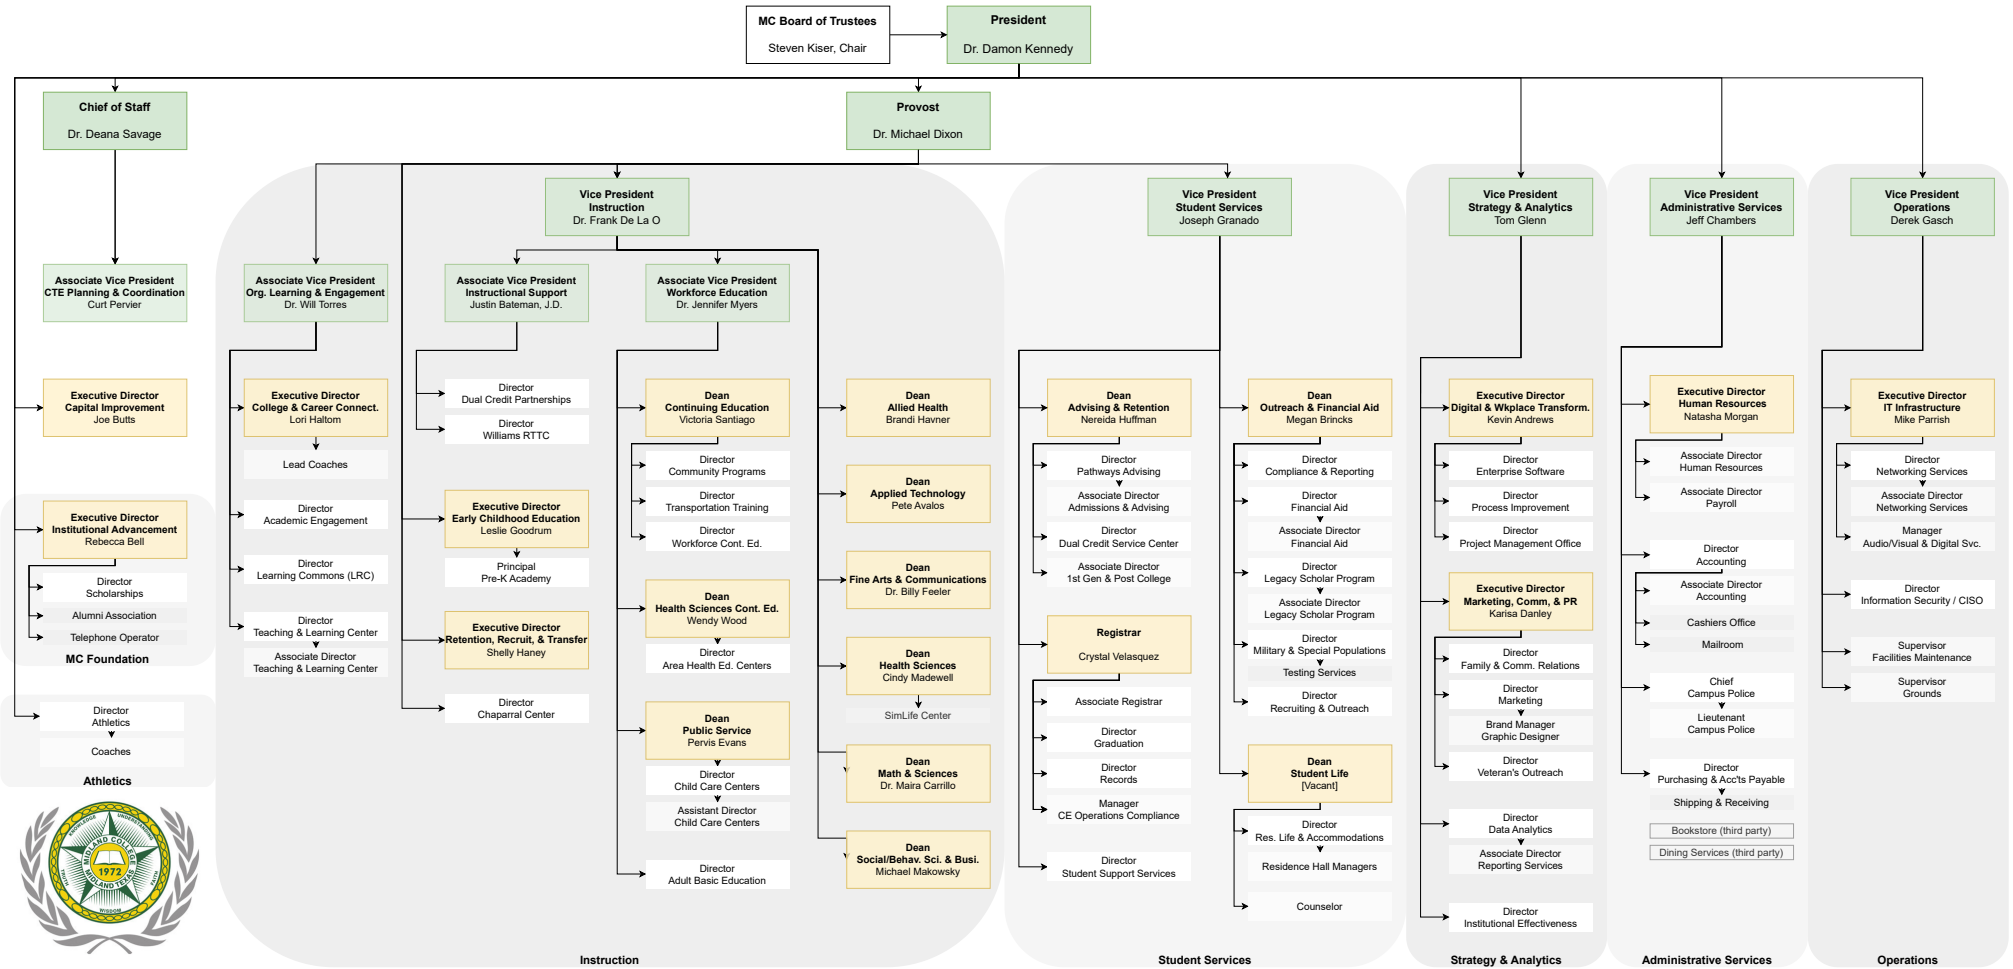 MC Board of Trustees
Steven Kiser, Chair
President
Dr. Damon Kennedy
Chief of Staff
Dr. Deana Savage
Provost
Dr. Michael Dixon
Vice President
Instruction
Dr. Frank De La O
Vice President
Student Services
Joseph Granado
Vice President
Strategy & Analytics
Tom Glenn
Vice President
Administrative Services
Jeff Chambers
Vice President
Operations
Derek Gasch
Associate Vice President
CTE Planning & Coordination
Curt Pervier
Executive Director
Capital Improvement
Joe Butts
Executive Director
Institutional Advancement
Rebecca Bell
Director
Scholarships
Alumni Association
Telephone Operator
MC Foundation
Director
Athletics
Coaches
Athletics
KNOWLEDGE
UNDERSTANDING
TRUTH
FAITH
WISDOM
MIDLAND COLLEGE
1972
MIDLAND TEXAS
Associate Vice President
Org. Learning & Engagement
Dr. Will Torres
Executive Director
College & Career Connect.
Lori Haltom
Lead Coaches
Director
Academic Engagement
Director
Learning Commons (LRC)
Director
Teaching & Learning Center
Associate Director
Teaching & Learning Center
Associate Vice President
Instructional Support
Justin Bateman, J.D.
Director
Dual Credit Partnerships
Director
Williams RTTC
Executive Director
Early Childhood Education
Leslie Goodrum
Principal
Pre-K Academy
Executive Director
Retention, Recruit, & Transfer
Shelly Haney
Director
Chaparral Center
Associate Vice President
Workforce Education
Dr. Jennifer Myers
Dean
Continuing Education
Victoria Santiago
Director
Community Programs
Director
Transportation Training
Director
Workforce Cont. Ed.
Dean
Health Sciences Cont. Ed.
Wendy Wood
Director
Area Health Ed. Centers
Dean
Public Service
Pervis Evans
Director
Child Care Centers
Assistant Director
Child Care Centers
Director
Adult Basic Education
Dean
Allied Health
Brandi Havner
Dean
Applied Technology
Pete Avalos
Dean
Fine Arts & Communications
Dr. Billy Feeler
Dean
Health Sciences
Cindy Madewell
SimLife Center
Dean
Math & Sciences
Dr. Maira Carrillo
Dean
Social/Behav. Sci. & Busi.
Michael Makowsky
Instruction
Dean
Advising & Retention
Nereida Huffman
Director
Pathways Advising
Associate Director
Admissions & Advising
Director
Dual Credit Service Center
Associate Director
1st Gen & Post College
Registrar
Crystal Velasquez
Associate Registrar
Director
Graduation
Director
Records
Manager
CE Operations Compliance
Director
Student Support Services
Dean
Outreach & Financial Aid
Megan Brincks
Director
Compliance & Reporting
Director
Financial Aid
Associate Director
Financial Aid
Director
Legacy Scholar Program
Associate Director
Legacy Scholar Program
Director
Military & Special Populations
Testing Services
Director
Recruiting & Outreach
Dean
Student Life
[Vacant]
Director
Res. Life & Accommodations
Residence Hall Managers
Counselor
Student Services
Executive Director
Digital & Wkplace Transform.
Kevin Andrews
Director
Enterprise Software
Director
Process Improvement
Director
Project Management Office
Executive Director
Marketing, Comm, & PR
Karisa Danley
Director
Family & Comm. Relations
Director
Marketing
Brand Manager
Graphic Designer
Director
Veteran's Outreach
Director
Data Analytics
Associate Director
Reporting Services
Director
Institutional Effectiveness
Strategy & Analytics
Executive Director
Human Resources
Natasha Morgan
Associate Director
Human Resources
Associate Director
Payroll
Director
Accounting
Associate Director
Accounting
Cashiers Office
Mailroom
Chief
Campus Police
Lieutenant
Campus Police
Director
Purchasing & Acc'ts Payable
Shipping & Receiving
Bookstore (third party)
Dining Services (third party)
Administrative Services
Executive Director
IT Infrastructure
Mike Parrish
Director
Networking Services
Associate Director
Networking Services
Manager
Audio/Visual & Digital Svc.
Director
Information Security / CISO
Supervisor
Facilities Maintenance
Supervisor
Grounds
Operations